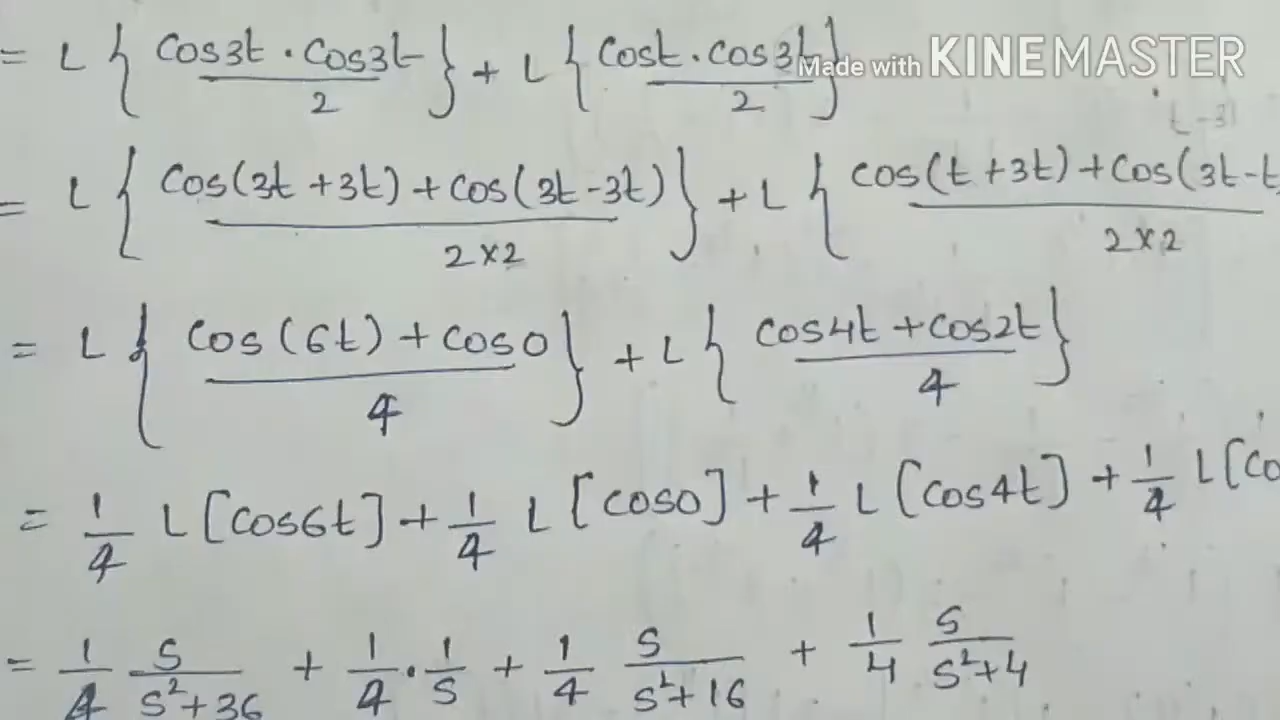 = L { cos3t · cos3t / 2 } + L { cost · cos3t / 2 }
Made with KINEMASTER
= L { cos(3t + 3t) + cos(3t - 3t) / 2×2 } + L { cos(t + 3t) + cos(3t - t / 2×2
= L { cos(6t) + cos0 / 4 } + L { cos4t + cos2t / 4 }
= 1/4 L [cos6t] + 1/4 L [cos0] + 1/4 L [cos4t] + 1/4 L [co
= 1/4 s/s²+36 + 1/4 · 1/s + 1/4 s/s²+16 + 1/4 s/s²+4